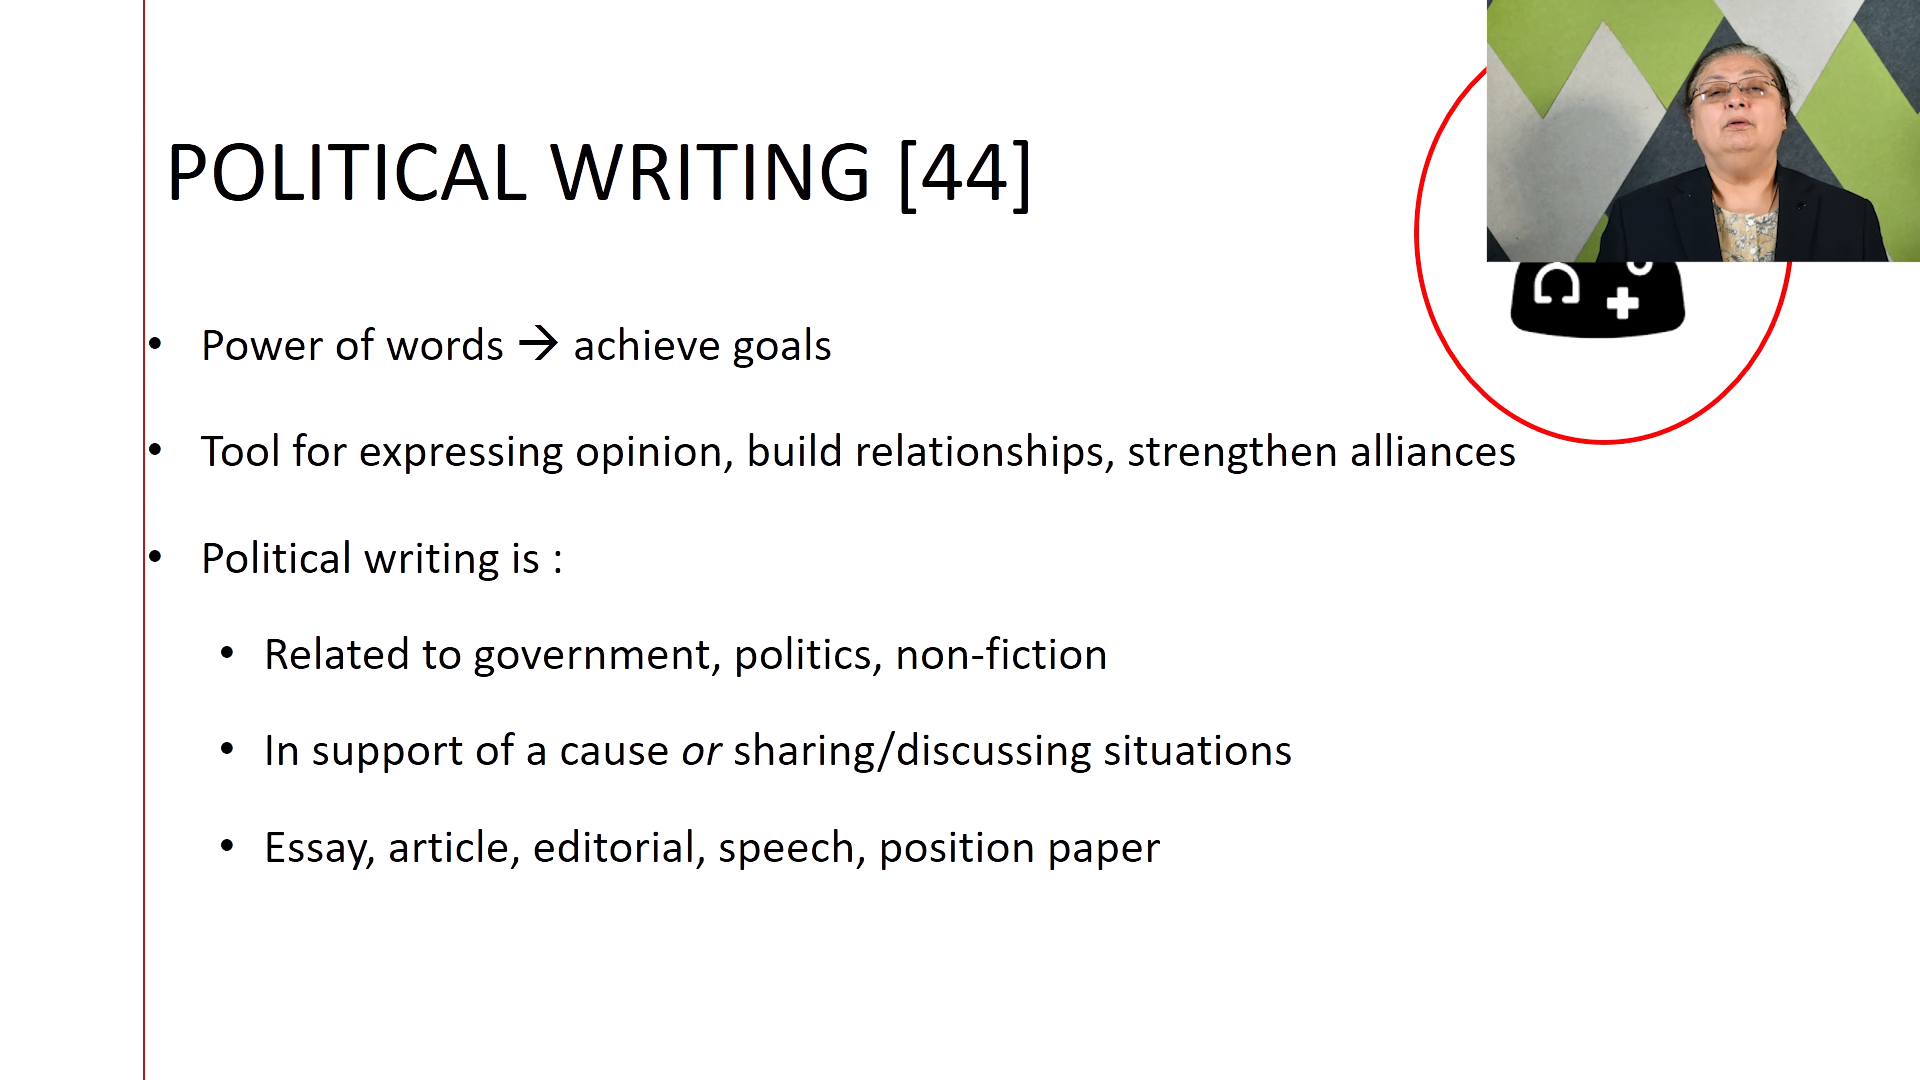 POLITICAL WRITING [44]
• Power of words → achieve goals
• Tool for expressing opinion, build relationships, strengthen alliances
• Political writing is :
• Related to government, politics, non-fiction
• In support of a cause or sharing/discussing situations
• Essay, article, editorial, speech, position paper